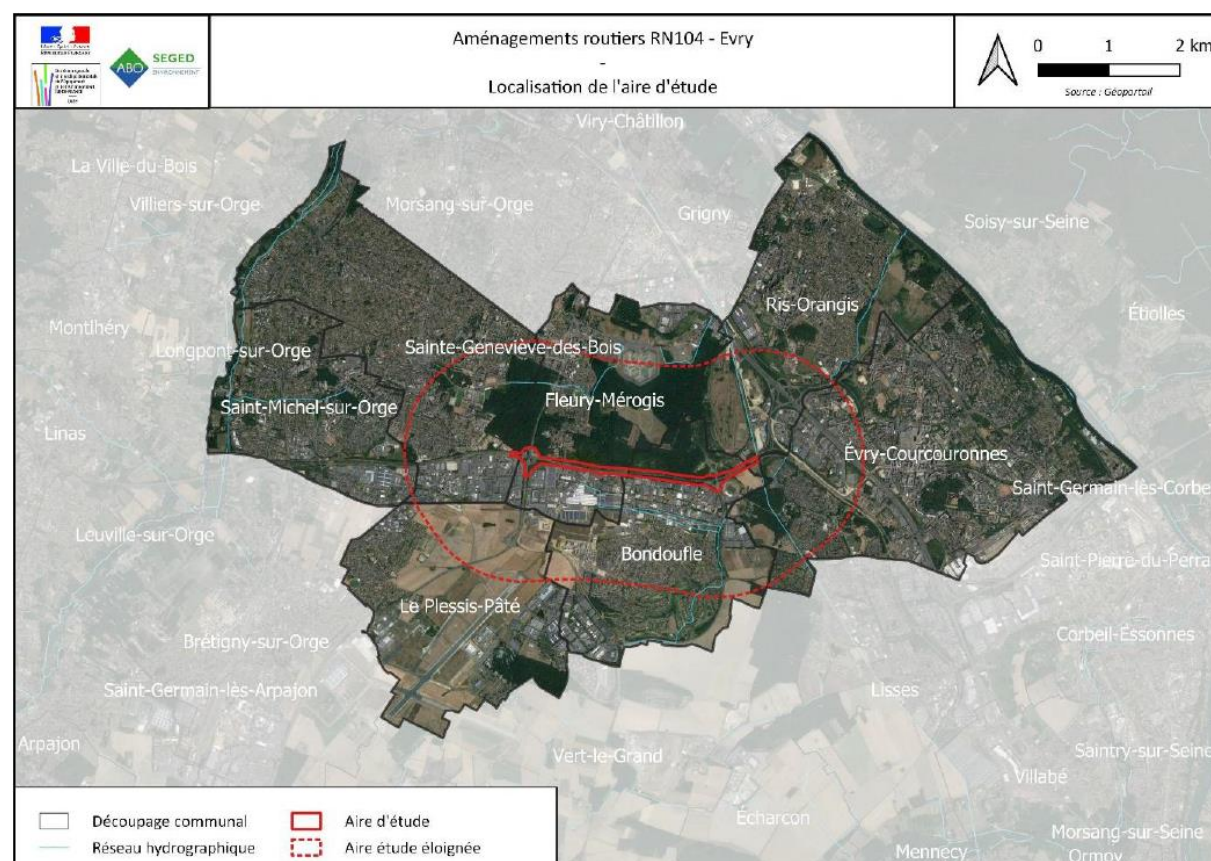 ABO
SEGED
ENVIRONNEMENT
Aménagements routiers RN104 - Evry
-
Localisation de l'aire d'étude
0 1 2 km
Source : Géoportail
Viry-Châtillon
La Ville-du-Bois
Villiers-sur-Orge
Morsang-sur-Orge
Grigny
Soisy-sur-Seine
Ris-Orangis
Étiolles
Montlhéry
Longpont-sur-Orge
Sainte-Geneviève-des-Bois
Saint-Michel-sur-Orge
Fleury-Mérogis
Linas
Évry-Courcouronnes
Saint-Germain-lès-Corbe
Leuville-sur-Orge
Bondoufle
Saint-Pierre-du-Perra
Le Plessis-Pâté
Brétigny-sur-Orge
Corbeil-Essonnes
Saint-Germain-lès-Arpajon
Lisses
Arpajon
Vert-le-Grand
Saintry-sur-Seine
Villabé
Écharcon
Morsang-sur-Seine
Mennecy
Ormoy
Découpage communal
Aire d'étude
Réseau hydrographique
Aire étude éloignée